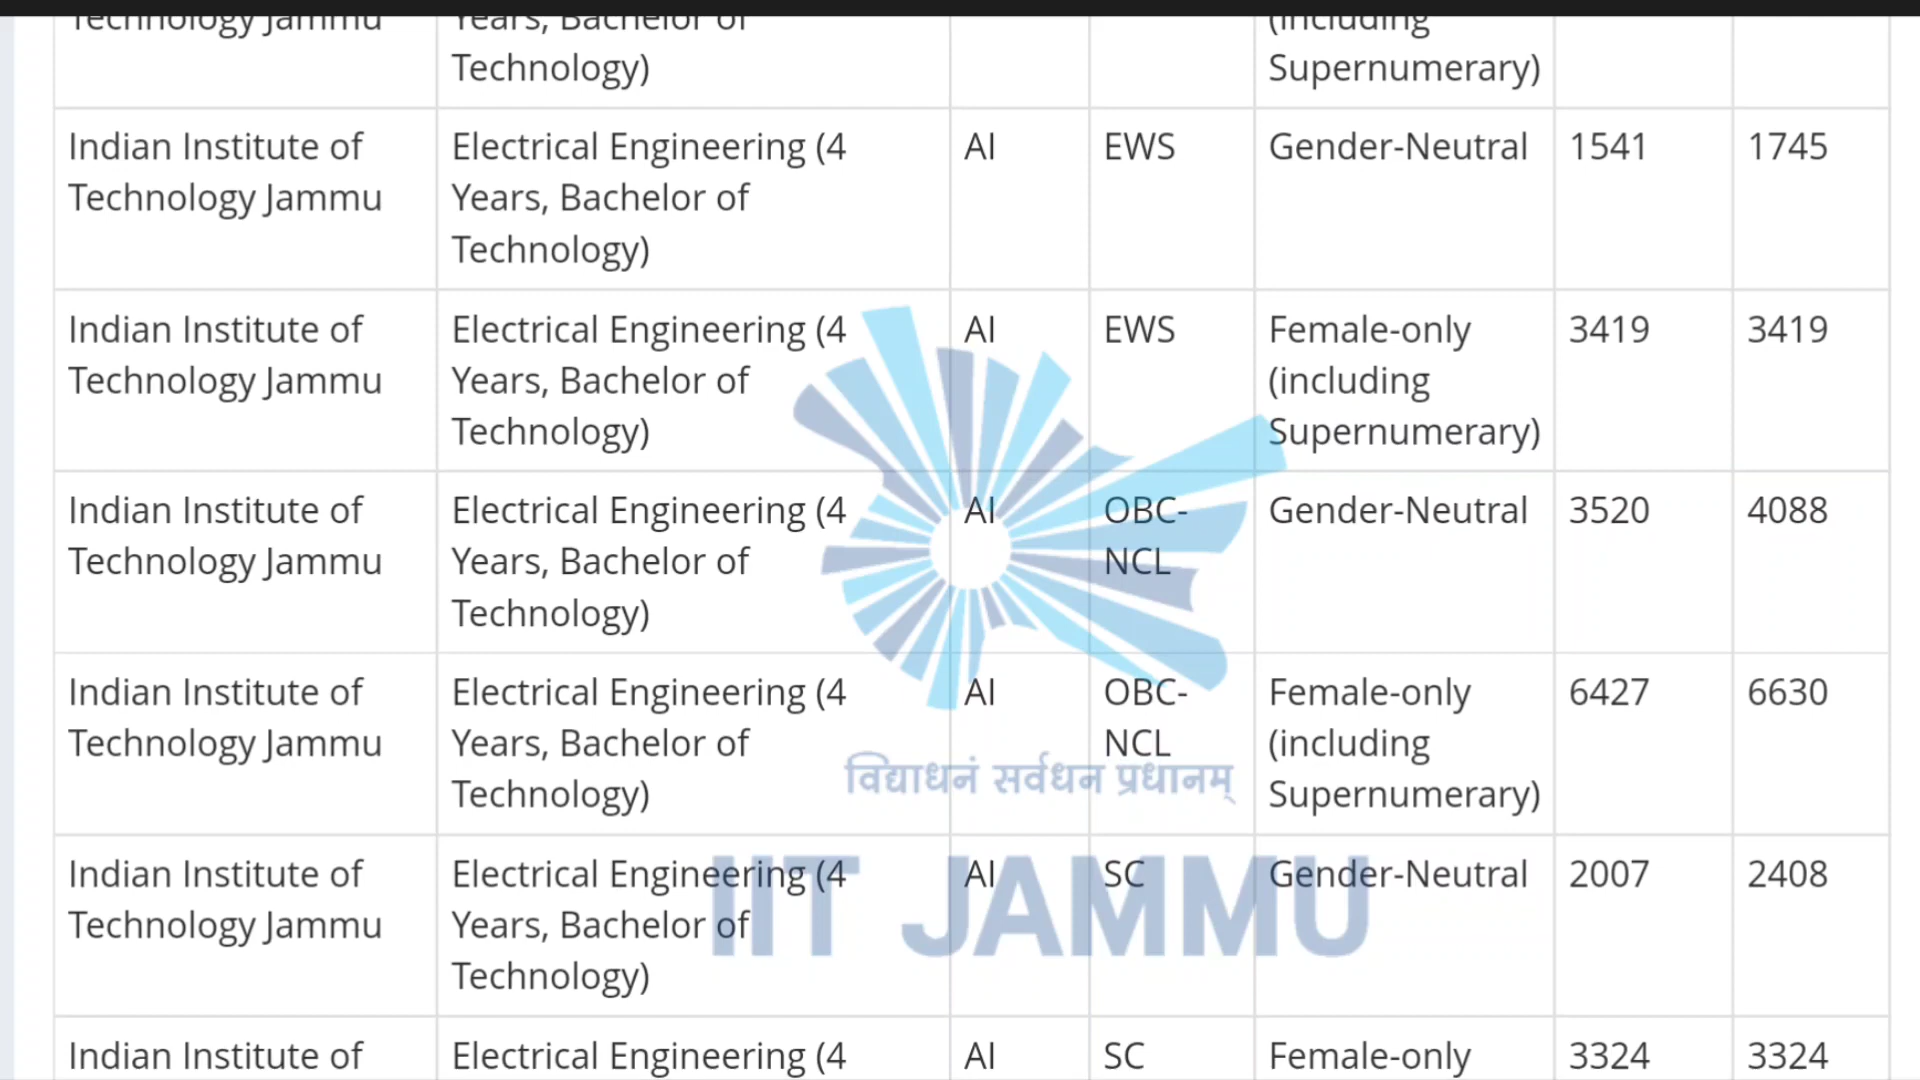 Technology Jammu Years, Bachelor of (including
Technology) Supernumerary)
Indian Institute of Electrical Engineering (4 AI EWS Gender-Neutral 1541 1745
Technology Jammu Years, Bachelor of
Technology)
Indian Institute of Electrical Engineering (4 AI EWS Female-only 3419 3419
Technology Jammu Years, Bachelor of (including
Technology) Supernumerary)
Indian Institute of Electrical Engineering (4 AI OBC- Gender-Neutral 3520 4088
Technology Jammu Years, Bachelor of NCL
Technology)
Indian Institute of Electrical Engineering (4 AI OBC- Female-only 6427 6630
Technology Jammu Years, Bachelor of NCL (including
Technology) Supernumerary)
विद्याधनं सर्वधन प्रधानम्
Indian Institute of Electrical Engineering (4 AI SC Gender-Neutral 2007 2408
Technology Jammu Years, Bachelor of
Technology)
IIT JAMMU
Indian Institute of Electrical Engineering (4 AI SC Female-only 3324 3324